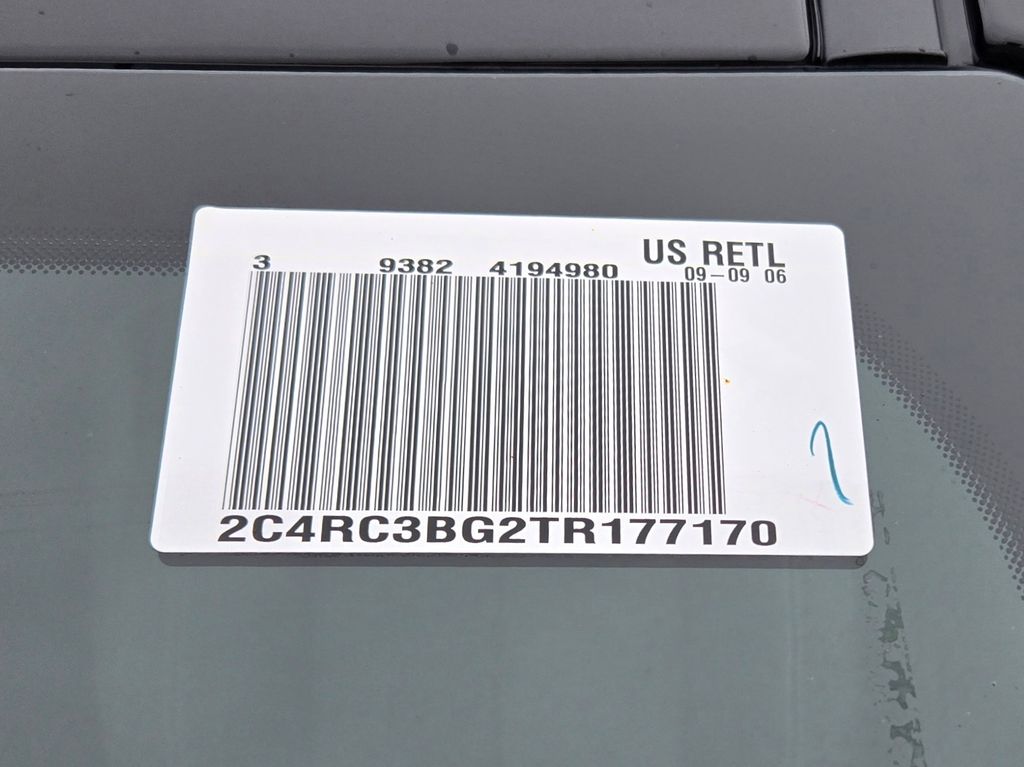 US RETL
3 9382 4194980 09-09 06
2C4RC3BG2TR177170